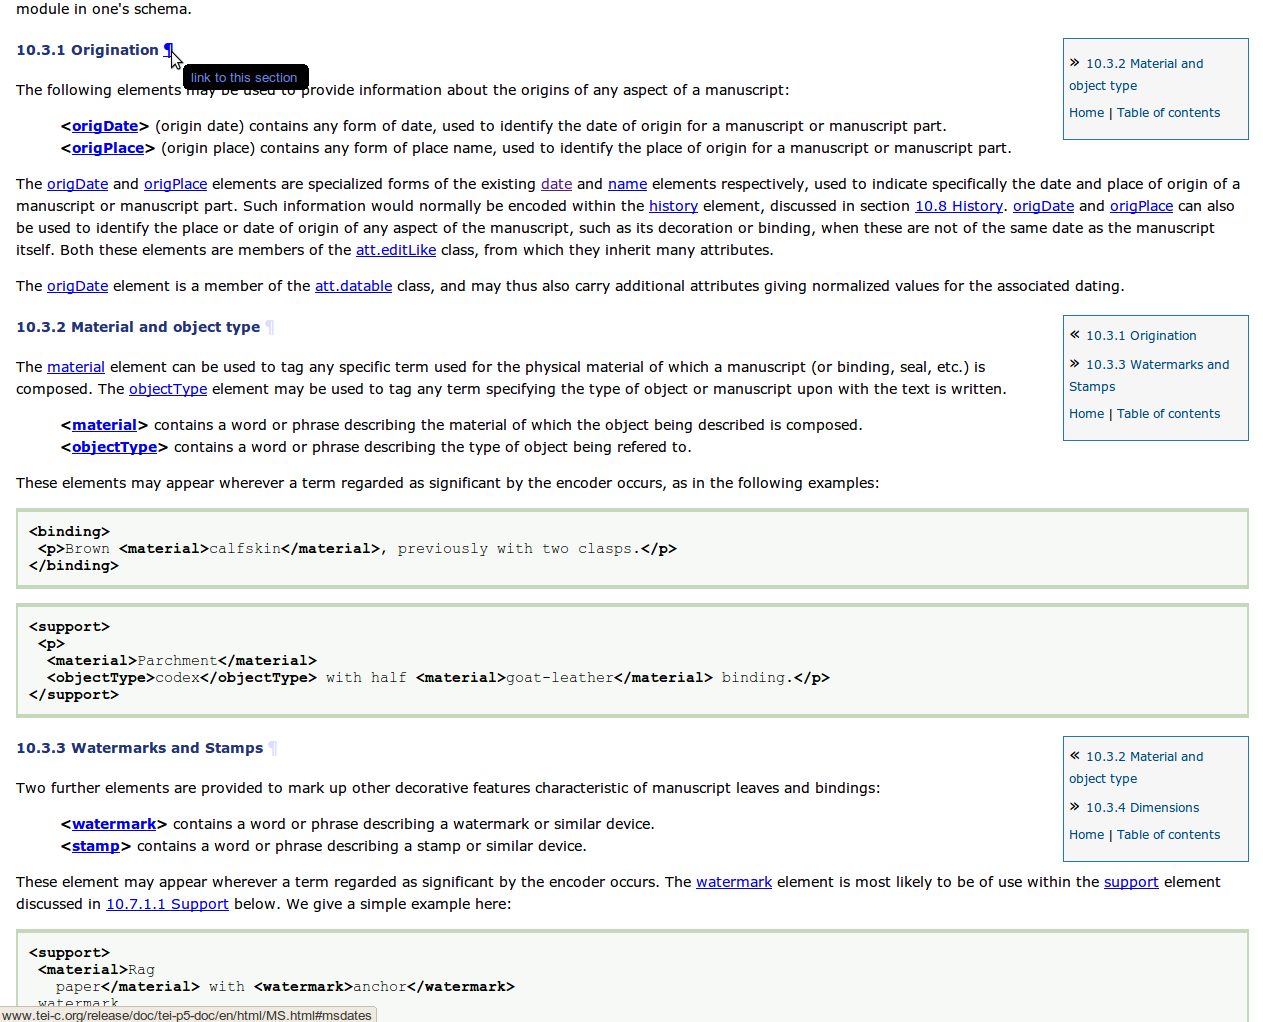 module in one's schema.
10.3.1 Origination ¶
link to this section
» 10.3.2 Material and
object type
Home | Table of contents
The following elements may be used to provide information about the origins of any aspect of a manuscript:
<origDate> (origin date) contains any form of date, used to identify the date of origin for a manuscript or manuscript part.
<origPlace> (origin place) contains any form of place name, used to identify the place of origin for a manuscript or manuscript part.
The origDate and origPlace elements are specialized forms of the existing date and name elements respectively, used to indicate specifically the date and place of origin of a
manuscript or manuscript part. Such information would normally be encoded within the history element, discussed in section 10.8 History. origDate and origPlace can also
be used to identify the place or date of origin of any aspect of the manuscript, such as its decoration or binding, when these are not of the same date as the manuscript
itself. Both these elements are members of the att.editLike class, from which they inherit many attributes.
The origDate element is a member of the att.datable class, and may thus also carry additional attributes giving normalized values for the associated dating.
10.3.2 Material and object type ¶
« 10.3.1 Origination
» 10.3.3 Watermarks and
Stamps
Home | Table of contents
The material element can be used to tag any specific term used for the physical material of which a manuscript (or binding, seal, etc.) is
composed. The objectType element may be used to tag any term specifying the type of object or manuscript upon with the text is written.
<material> contains a word or phrase describing the material of which the object being described is composed.
<objectType> contains a word or phrase describing the type of object being refered to.
These elements may appear wherever a term regarded as significant by the encoder occurs, as in the following examples:
<binding>
<p>Brown <material>calfskin</material>, previously with two clasps.</p>
</binding>
<support>
<p>
<material>Parchment</material>
<objectType>codex</objectType> with half <material>goat-leather</material> binding.</p>
</support>
10.3.3 Watermarks and Stamps ¶
« 10.3.2 Material and
object type
» 10.3.4 Dimensions
Home | Table of contents
Two further elements are provided to mark up other decorative features characteristic of manuscript leaves and bindings:
<watermark> contains a word or phrase describing a watermark or similar device.
<stamp> contains a word or phrase describing a stamp or similar device.
These element may appear wherever a term regarded as significant by the encoder occurs. The watermark element is most likely to be of use within the support element
discussed in 10.7.1.1 Support below. We give a simple example here:
<support>
<material>Rag
paper</material> with <watermark>anchor</watermark>
watermark
www.tei-c.org/release/doc/tei-p5-doc/en/html/MS.html#msdates